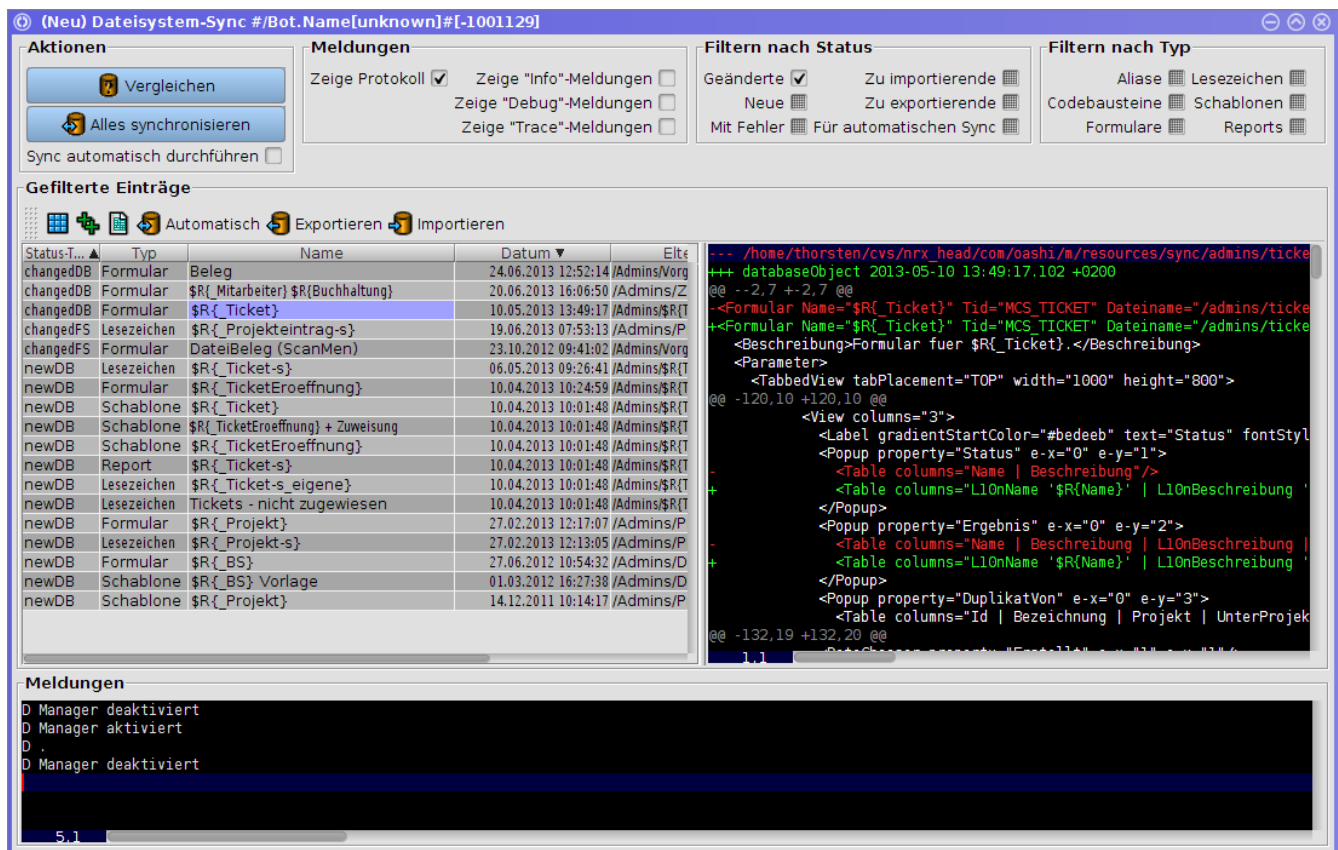 (Neu) Dateisystem-Sync #/Bot.Name[unknown]#[-1001129]
Aktionen
Vergleichen
Alles synchronisieren
Sync automatisch durchführen
Meldungen
Zeige Protokoll Zeige "Info"-Meldungen
Zeige "Debug"-Meldungen
Zeige "Trace"-Meldungen
Filtern nach Status
Geänderte Zu importierende
Neue Zu exportierende
Mit Fehler Für automatischen Sync
Filtern nach Typ
Aliase Lesezeichen
Codebausteine Schablonen
Formulare Reports
Gefilterte Einträge
Automatisch Exportieren Importieren
Status-T... Typ Name Datum Elte
changedDB Formular Beleg 24.06.2013 12:52:14 /Admins/Vorg
changedDB Formular $R{_Mitarbeiter} $R{Buchhaltung} 20.06.2013 16:06:50 /Admins/Z
changedDB Formular $R{_Ticket} 10.05.2013 13:49:17 /Admins/$R{T
changedFS Lesezeichen $R{_Projekteintrag-s} 19.06.2013 07:53:13 /Admins/P
changedFS Formular DateiBeleg (ScanMen) 23.10.2012 09:41:02 /Admins/Vorg
newDB Lesezeichen $R{_Ticket-s} 06.05.2013 09:26:41 /Admins/$R{T
newDB Formular $R{_TicketEroeffnung} 10.04.2013 10:24:59 /Admins/$R{T
newDB Schablone $R{_Ticket} 10.04.2013 10:01:48 /Admins/$R{T
newDB Schablone $R{_TicketEroeffnung} + Zuweisung 10.04.2013 10:01:48 /Admins/$R{T
newDB Schablone $R{_TicketEroeffnung} 10.04.2013 10:01:48 /Admins/$R{T
newDB Report $R{_Ticket-s} 10.04.2013 10:01:48 /Admins/$R{T
newDB Lesezeichen $R{_Ticket-s_eigene} 10.04.2013 10:01:48 /Admins/$R{T
newDB Lesezeichen Tickets - nicht zugewiesen 10.04.2013 10:01:48 /Admins/$R{T
newDB Formular $R{_Projekt} 27.02.2013 12:17:07 /Admins/P
newDB Lesezeichen $R{_Projekt-s} 27.02.2013 12:13:05 /Admins/P
newDB Formular $R{_BS} 27.06.2012 10:54:32 /Admins/D
newDB Schablone $R{_BS} Vorlage 01.03.2012 16:27:38 /Admins/D
newDB Schablone $R{_Projekt} 14.12.2011 10:14:17 /Admins/P
--- /home/thorsten/cvs/nrx_head/com/oashi/m/resources/sync/admins/ticke
+++ databaseObject 2013-05-10 13:49:17.102 +0200
@@ --2,7 +-2,7 @@
-<Formular Name="$R{_Ticket}" Tid="MCS_TICKET" Dateiname="/admins/ticke
+<Formular Name="$R{_Ticket}" Tid="MCS_TICKET" Dateiname="/admins/ticke
<Beschreibung>Formular fuer $R{_Ticket}.</Beschreibung>
<Parameter>
<TabbedView tabPlacement="TOP" width="1000" height="800">
@@ -120,10 +120,10 @@
<View columns="3">
<Label gradientStartColor="#bedeeb" text="Status" fontStyl
<Popup property="Status" e-x="0" e-y="1">
- <Table columns="Name | Beschreibung"/>
+ <Table columns="L10nName '$R{Name}' | L10nBeschreibung '
</Popup>
<Popup property="Ergebnis" e-x="0" e-y="2">
- <Table columns="Name | Beschreibung | L10nBeschreibung |
+ <Table columns="L10nName '$R{Name}' | L10nBeschreibung '
</Popup>
<Popup property="DuplikatVon" e-x="0" e-y="3">
<Table columns="Id | Bezeichnung | Projekt | UnterProjek
@@ -132,19 +132,20 @@
1,1
Meldungen
D Manager deaktiviert
D Manager aktiviert
D .
D Manager deaktiviert
5,1